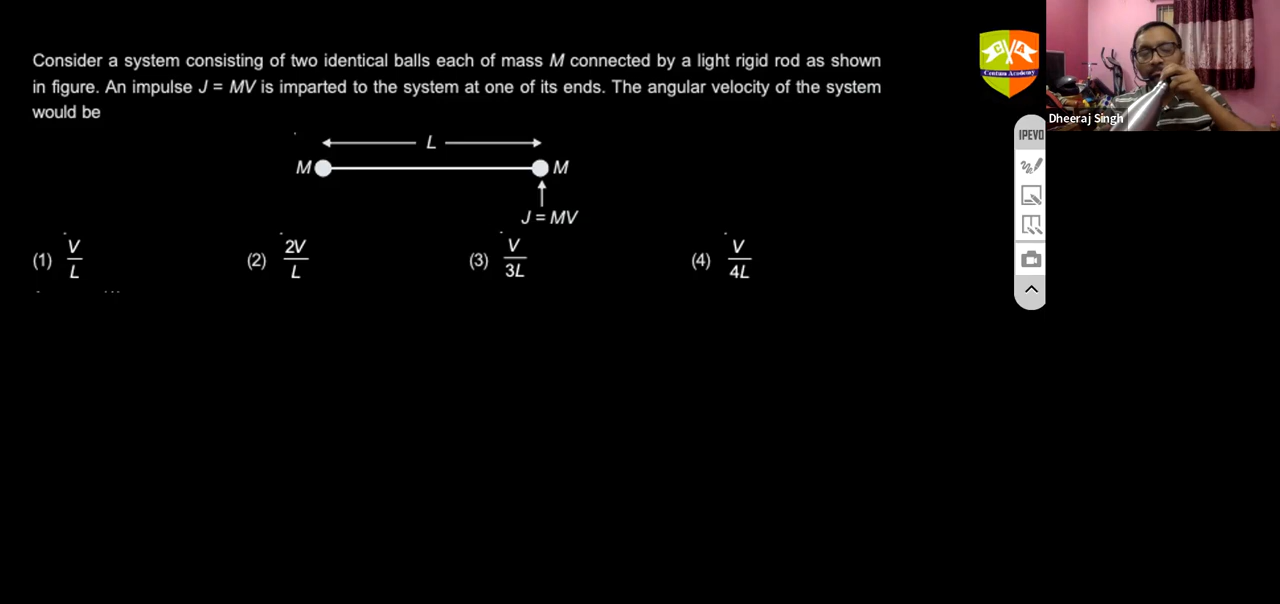 Consider a system consisting of two identical balls each of mass M connected by a light rigid rod as shown
in figure. An impulse J = MV is imparted to the system at one of its ends. The angular velocity of the system
would be
L
M M
J = MV
(1) V/L (2) 2V/L (3) V/3L (4) V/4L
C A
Centum Academy
Dheeraj Singh
IPEVO